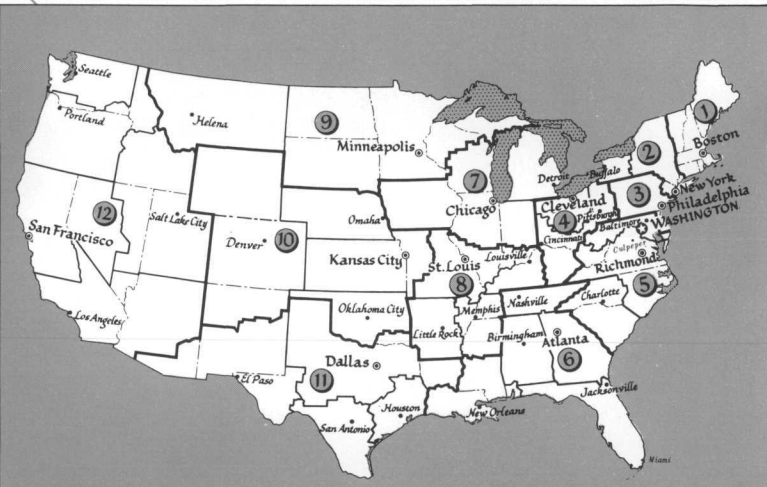 Seattle
Portland
Helena
9
Minneapolis
1
Boston
2
Detroit
Buffalo
7
Chicago
Cleveland
4
Pittsburgh
Cincinnati
3
New York
Philadelphia
Baltimore
WASHINGTON
12
San Francisco
Salt Lake City
Denver
10
Omaha
Kansas City
St. Louis
8
Louisville
Culpeper
Richmond
5
Los Angeles
Oklahoma City
Little Rock
Memphis
Nashville
Charlotte
Birmingham
Atlanta
6
Dallas
11
El Paso
Houston
San Antonio
New Orleans
Jacksonville
Miami